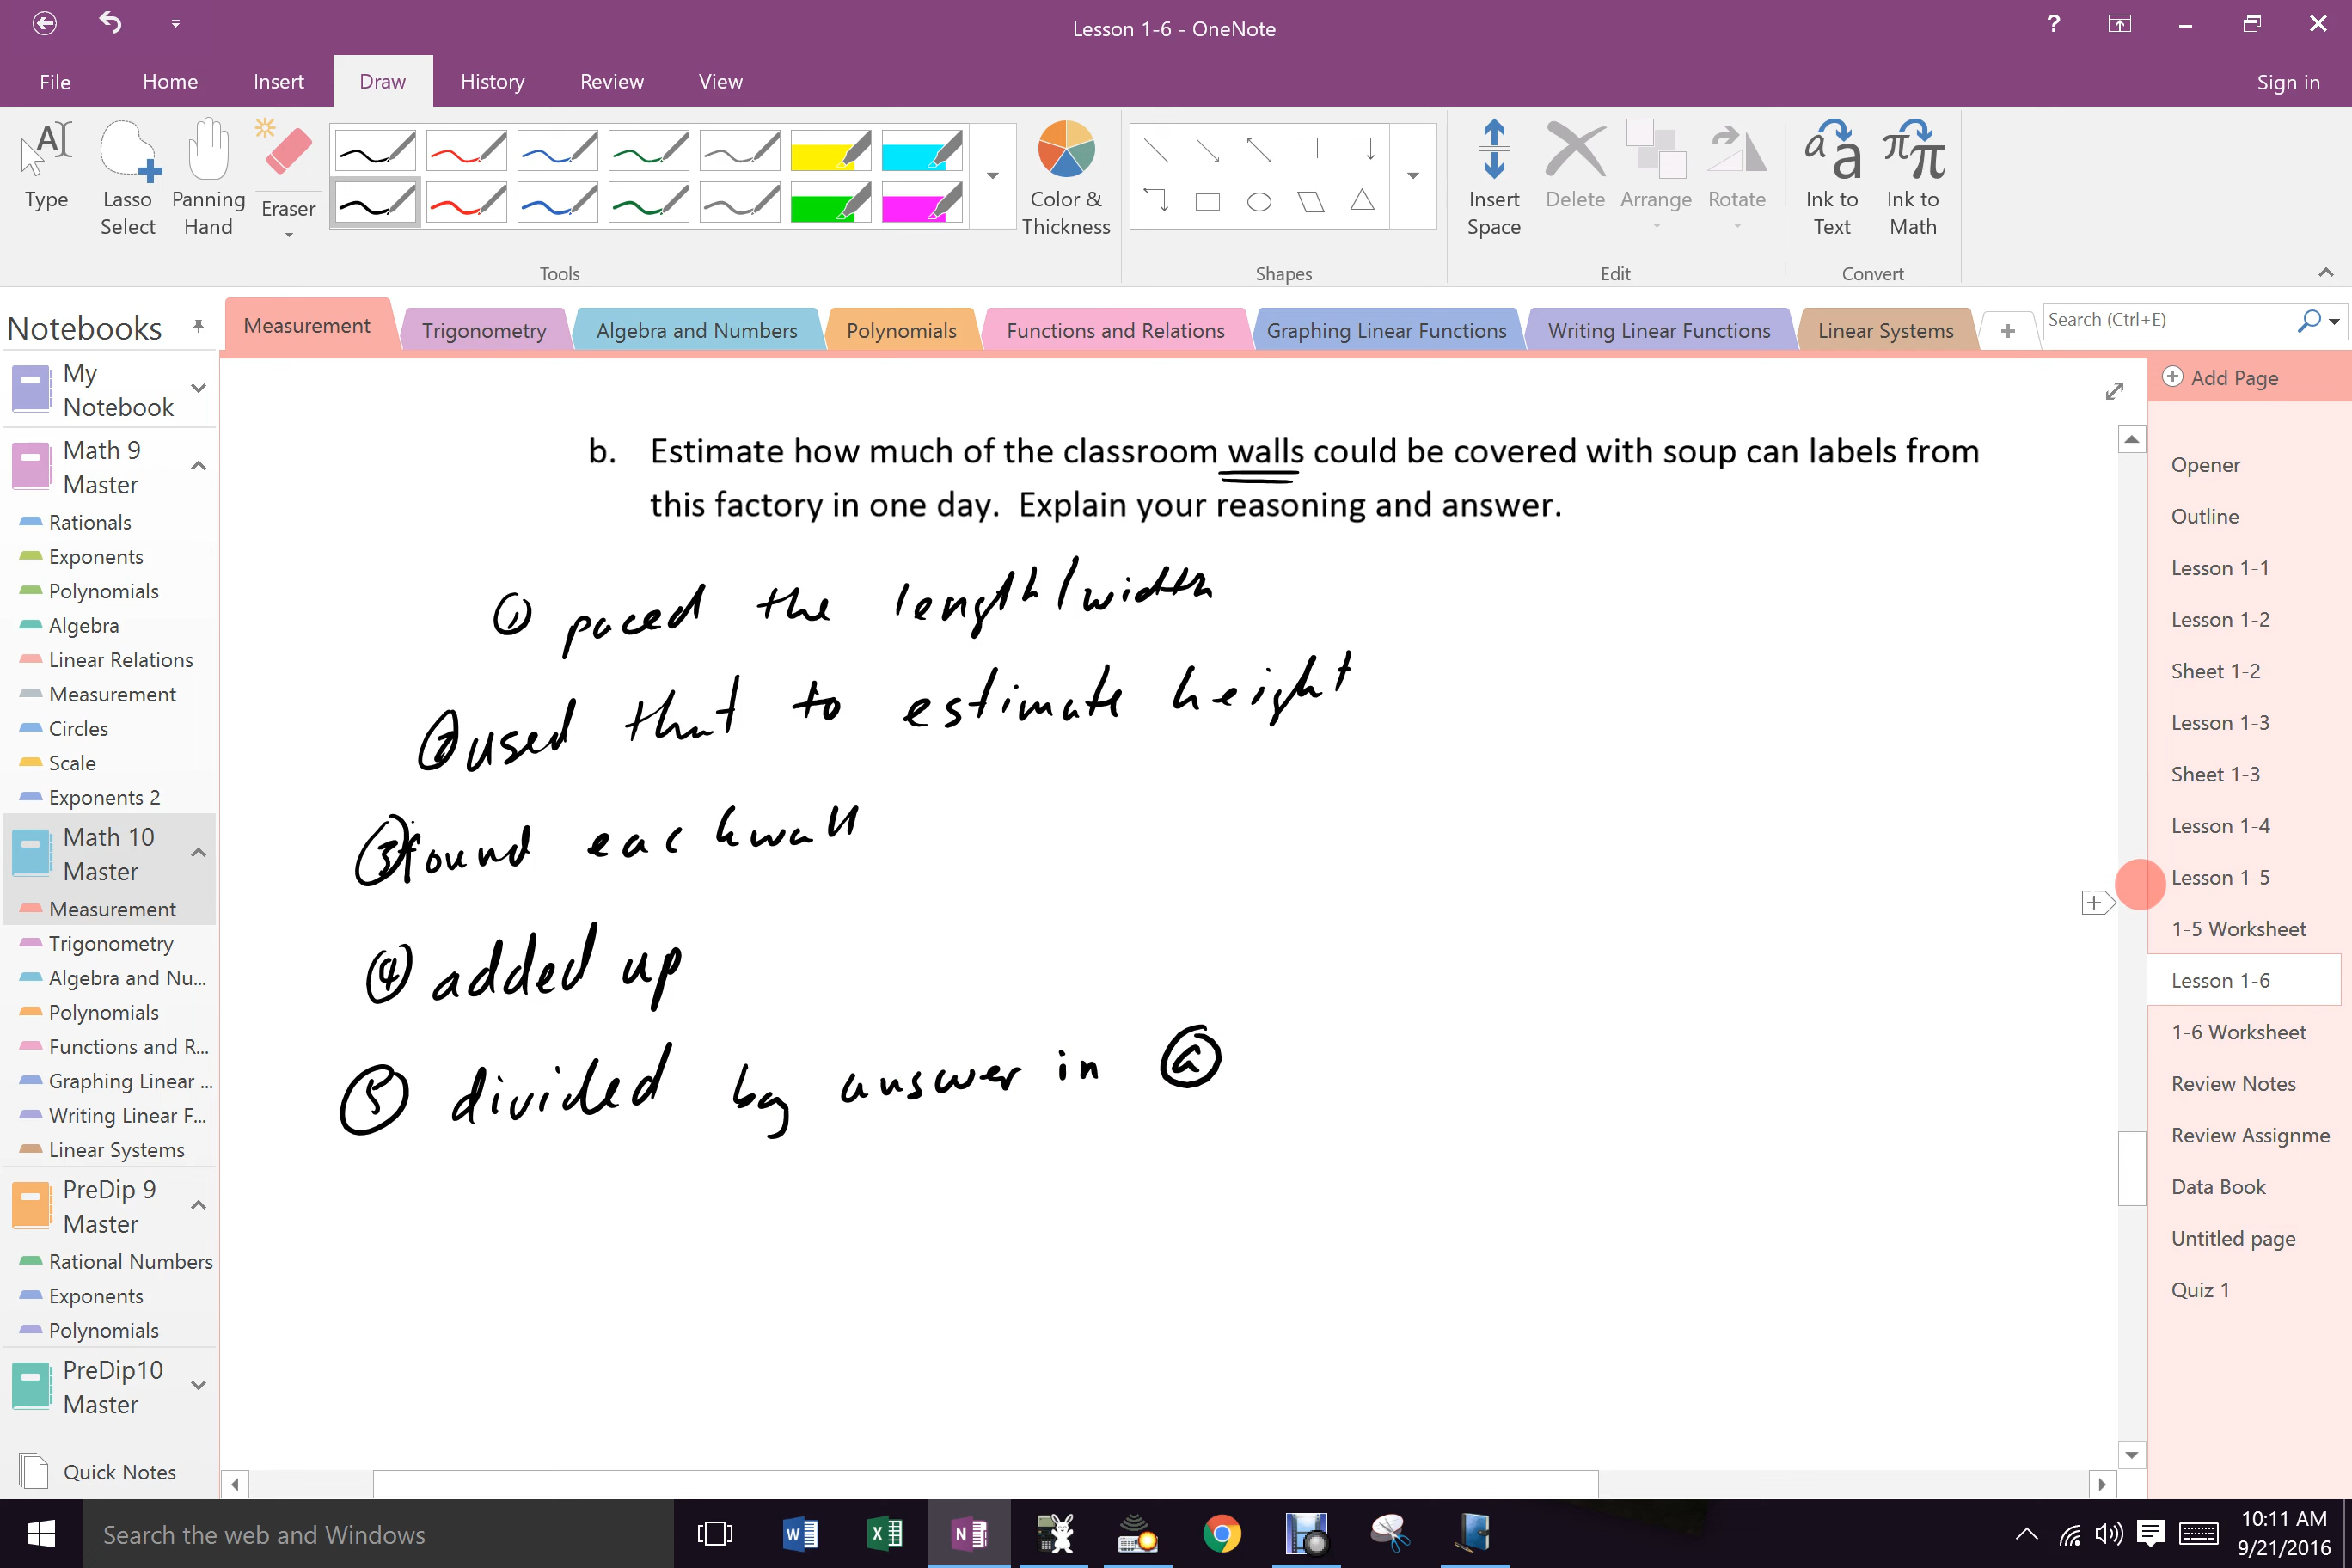 Lesson 1-6 - OneNote
?
File Home Insert Draw History Review View Sign in
Type
Lasso Select
Panning Hand
Eraser
Color & Thickness
Insert Space
Delete
Arrange
Rotate
Ink to Text
Ink to Math
Tools Shapes Edit Convert
Notebooks
Measurement Trigonometry Algebra and Numbers Polynomials Functions and Relations Graphing Linear Functions Writing Linear Functions Linear Systems +
Search (Ctrl+E)
My Notebook
Math 9 Master
Rationals
Exponents
Polynomials
Algebra
Linear Relations
Measurement
Circles
Scale
Exponents 2
Math 10 Master
Measurement
Trigonometry
Algebra and Nu...
Polynomials
Functions and R...
Graphing Linear ...
Writing Linear F...
Linear Systems
PreDip 9 Master
Rational Numbers
Exponents
Polynomials
PreDip10 Master
Quick Notes
b. Estimate how much of the classroom walls could be covered with soup can labels from
this factory in one day. Explain your reasoning and answer.
① paced the length/width
② used that to estimate height
③ found each wall
④ added up
⑤ divided by answer in ⓐ
Add Page
Opener
Outline
Lesson 1-1
Lesson 1-2
Sheet 1-2
Lesson 1-3
Sheet 1-3
Lesson 1-4
Lesson 1-5
1-5 Worksheet
Lesson 1-6
1-6 Worksheet
Review Notes
Review Assignme
Data Book
Untitled page
Quiz 1
Search the web and Windows
10:11 AM
9/21/2016